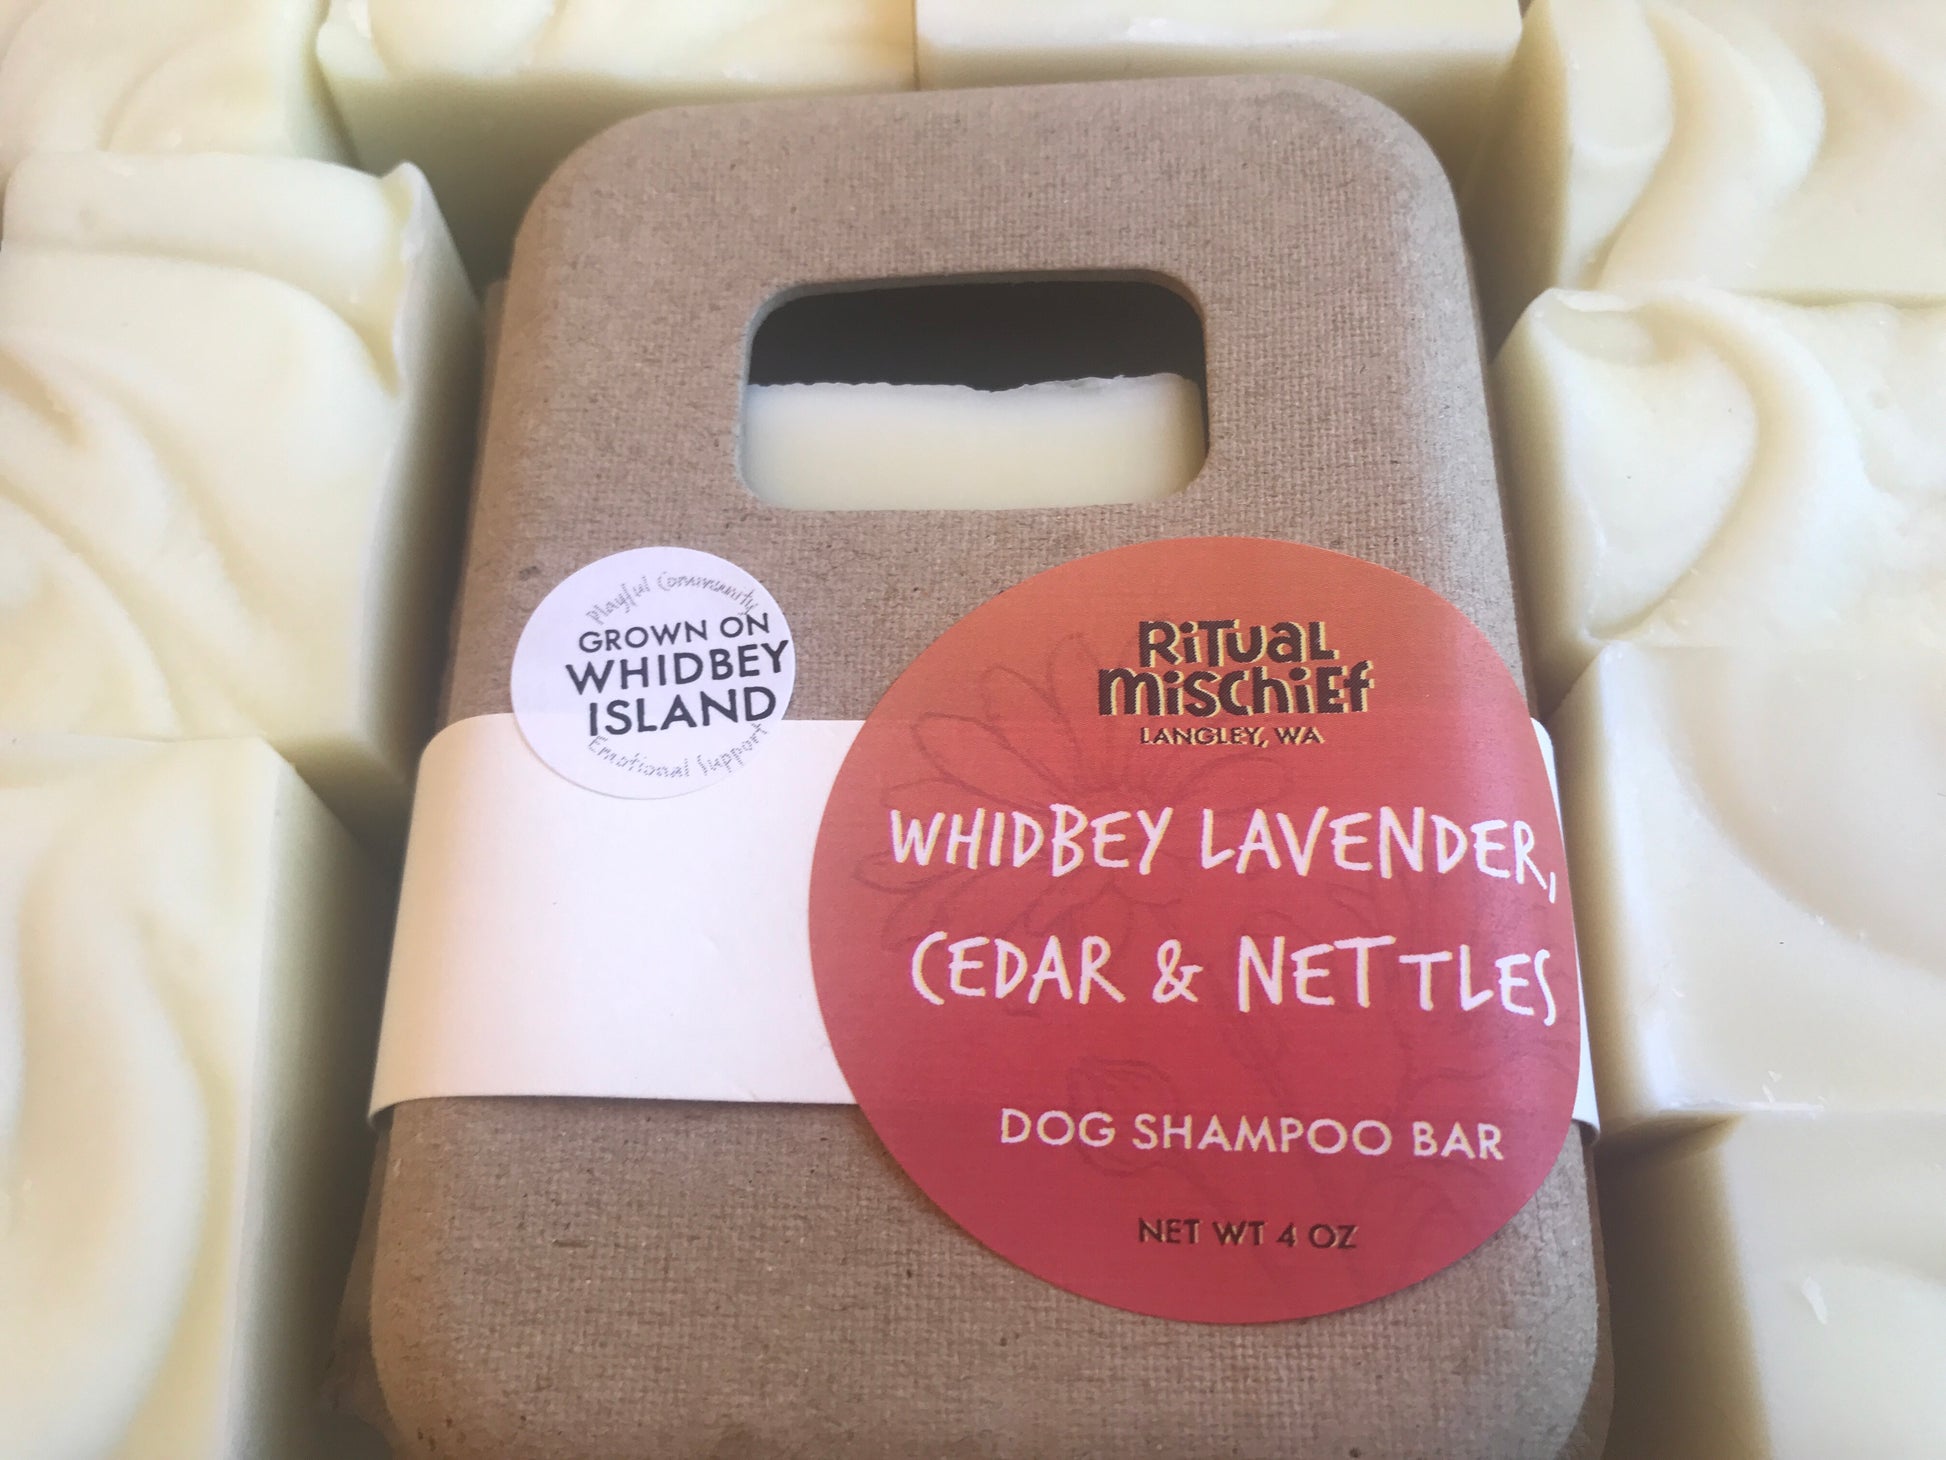 Playful Community
GROWN ON
WHIDBEY
ISLAND
Emotional Support
RITUAL
MISCHIEF
LANGLEY, WA
WHIDBEY LAVENDER,
CEDAR & NETTLES
DOG SHAMPOO BAR
NET WT 4 OZ